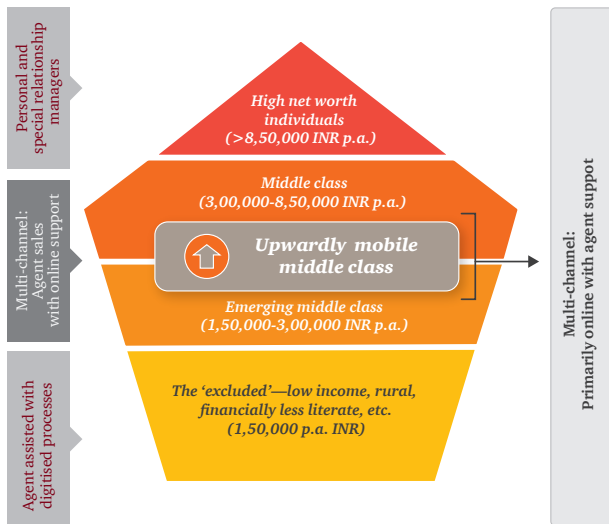 Personal and
special relationship
managers
High net worth
individuals
(>8,50,000 INR p.a.)
Middle class
(3,00,000-8,50,000 INR p.a.)
Multi-channel:
Agent sales
with online support
Upwardly mobile
middle class
Emerging middle class
(1,50,000-3,00,000 INR p.a.)
Agent assisted with
digitised processes
The ‘excluded’—low income, rural,
financially less literate, etc.
(1,50,000 p.a. INR)
Multi-channel:
Primarily online with agent suppot